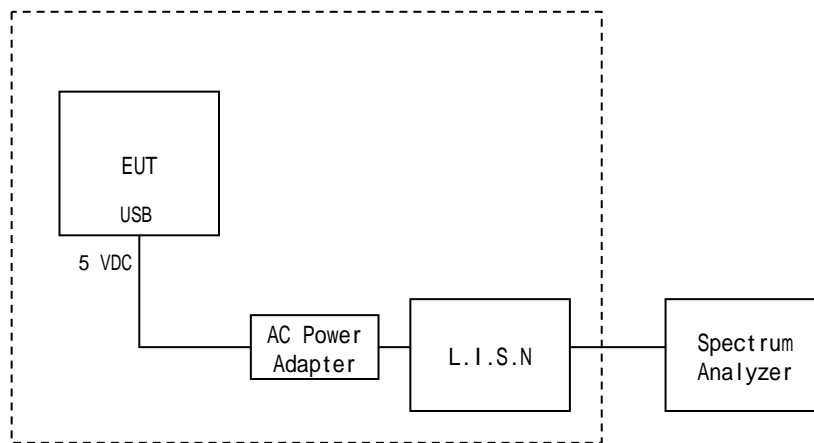 EUT
USB
5 VDC
AC Power
Adapter
L.I.S.N
Spectrum
Analyzer